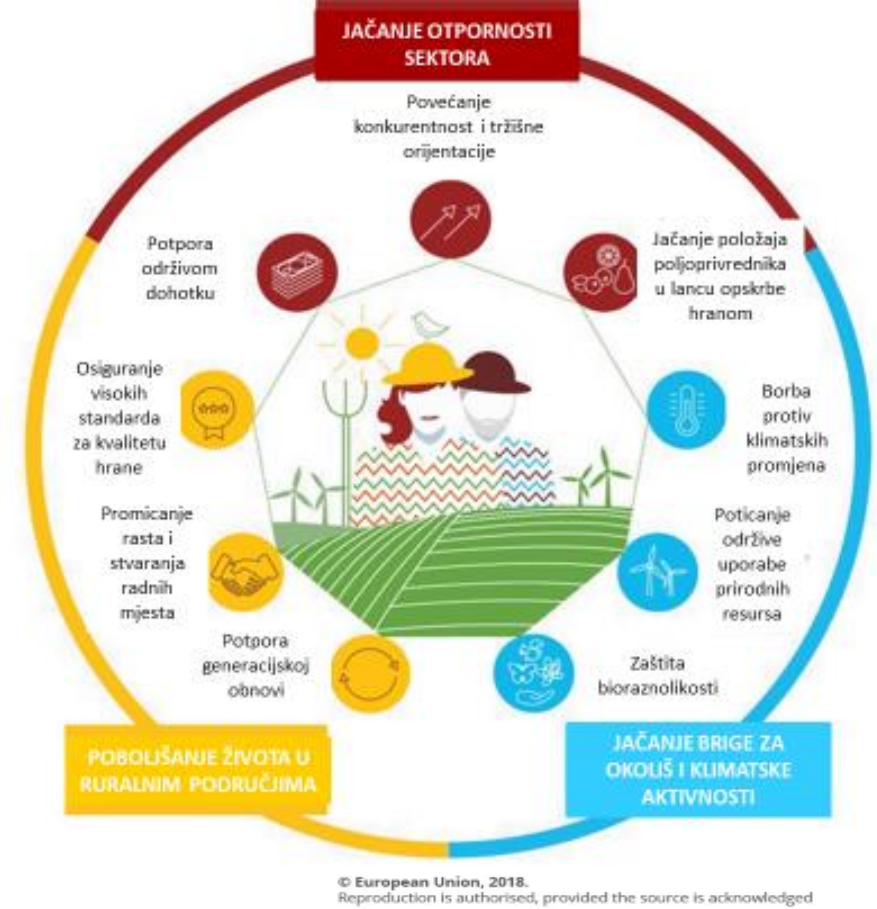 JAČANJE OTPORNOSTI
SEKTORA
Povećanje
konkurentnost i tržišne
orijentacije
Potpora
održivom
dohotku
Jačanje položaja
poljoprivrednika
u lancu opskrbe
hranom
Osiguranje
visokih
standarda
za kvalitetu
hrane
Borba
protiv
klimatskih
promjena
Promicanje
rasta i
stvaranja
radnih
mjesta
Poticanje
održive
uporabe
prirodnih
resursa
Potpora
generacijskoj
obnovi
Zaštita
bioraznolikosti
POBOLJŠANJE ŽIVOTA U
RURALNIM PODRUČJIMA
JAČANJE BRIGE ZA
OKOLIŠ I KLIMATSKE
AKTIVNOSTI
© European Union, 2018.
Reproduction is authorised, provided the source is acknowledged